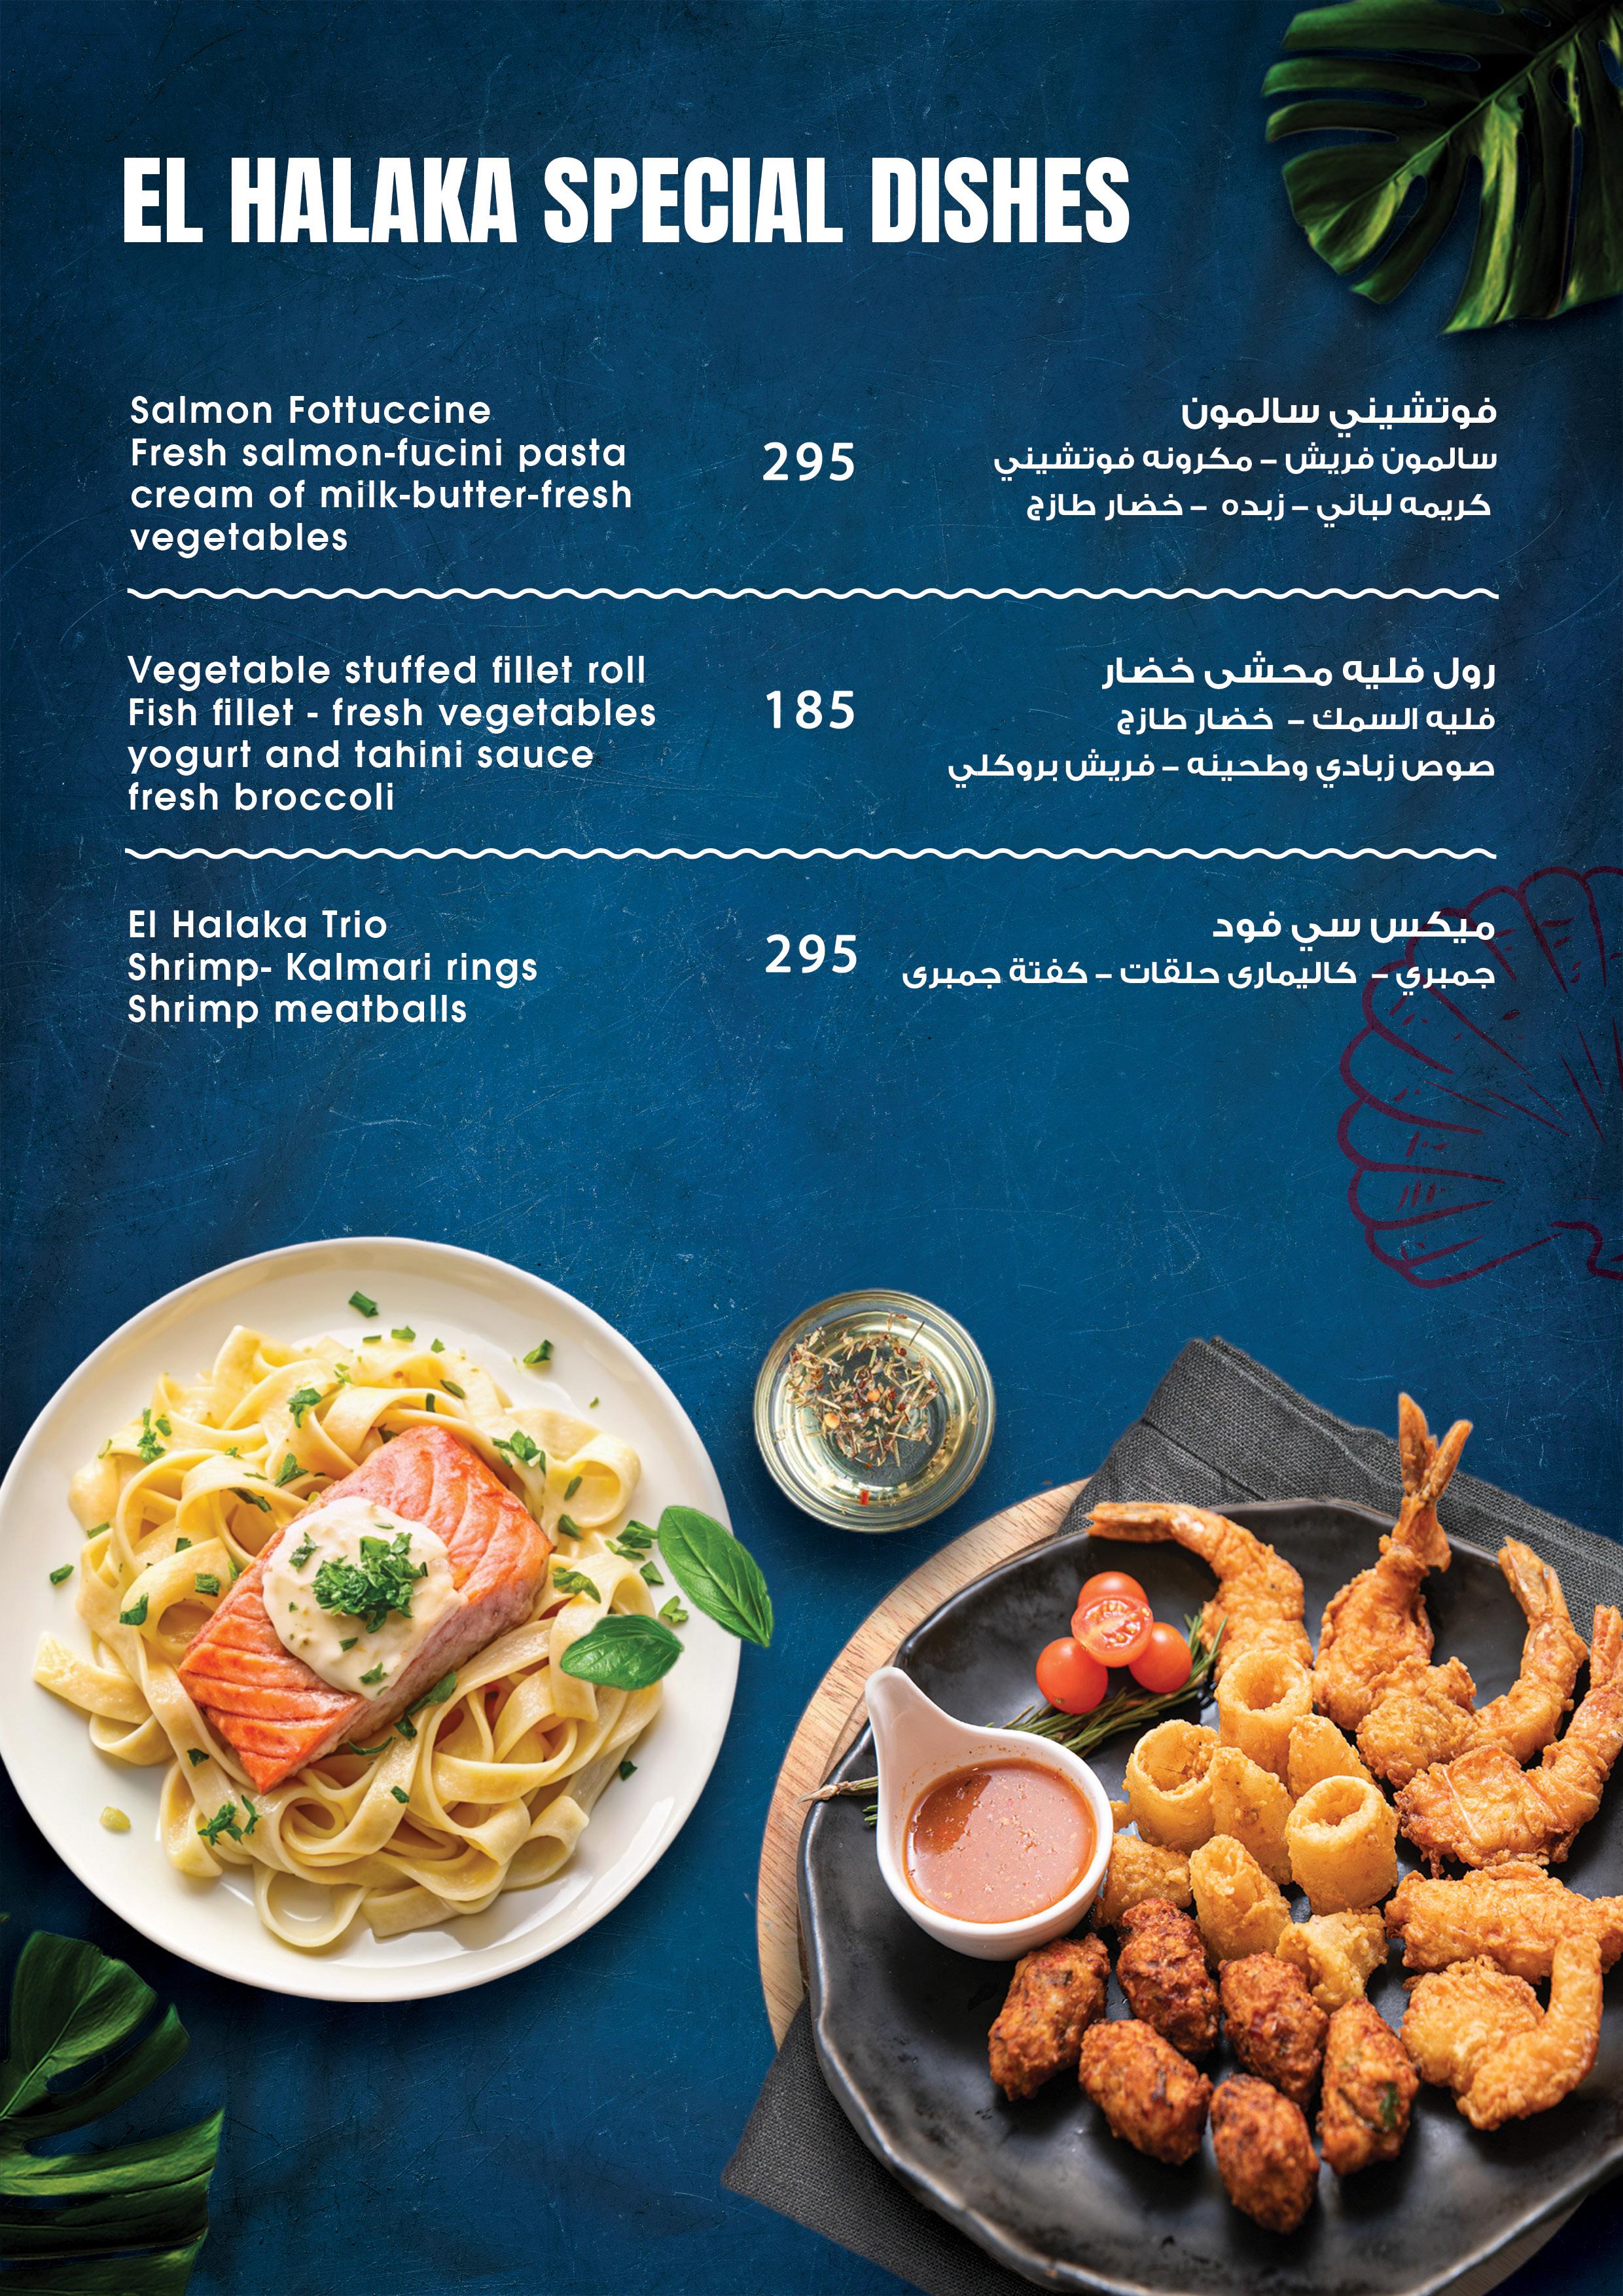 EL HALAKA SPECIAL DISHES
Salmon Fottuccine
Fresh salmon-fucini pasta
cream of milk-butter-fresh
vegetables
295
فوتشيني سالمون
سالمون فريش – مكرونه فوتشيني
كريمه لباني – زبده – خضار طازج
Vegetable stuffed fillet roll
Fish fillet - fresh vegetables
yogurt and tahini sauce
fresh broccoli
185
رول فليه محشى خضار
فليه السمك – خضار طازج
صوص زبادي وطحينه – فريش بروكلي
El Halaka Trio
Shrimp- Kalmari rings
Shrimp meatballs
295
ميكس سي فود
جمبري – كاليمارى حلقات – كفتة جمبرى